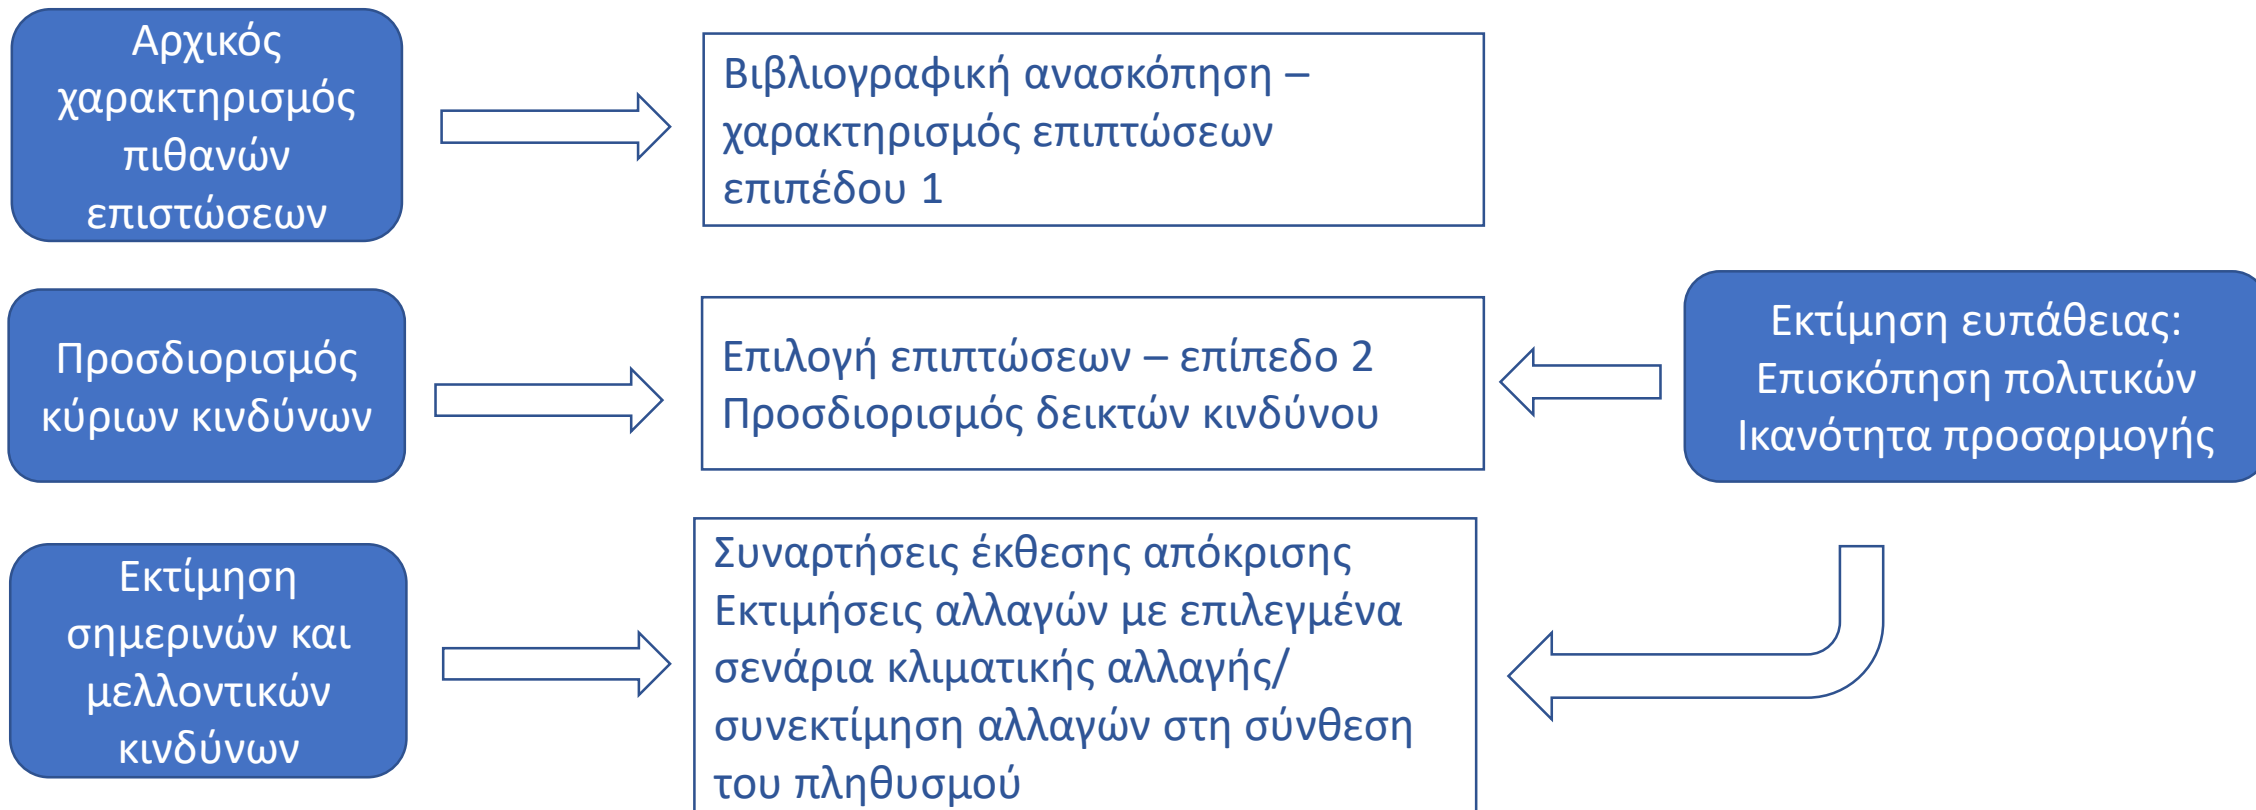 Αρχικός
χαρακτηρισμός
πιθανών
επιστώσεων
Βιβλιογραφική ανασκόπηση –
χαρακτηρισμός επιπτώσεων
επιπέδου 1
Προσδιορισμός
κύριων κινδύνων
Επιλογή επιπτώσεων – επίπεδο 2
Προσδιορισμός δεικτών κινδύνου
Εκτίμηση ευπάθειας:
Επισκόπηση πολιτικών
Ικανότητα προσαρμογής
Εκτίμηση
σημερινών και
μελλοντικών
κινδύνων
Συναρτήσεις έκθεσης απόκρισης
Εκτιμήσεις αλλαγών με επιλεγμένα
σενάρια κλιματικής αλλαγής/
συνεκτίμηση αλλαγών στη σύνθεση
του πληθυσμού